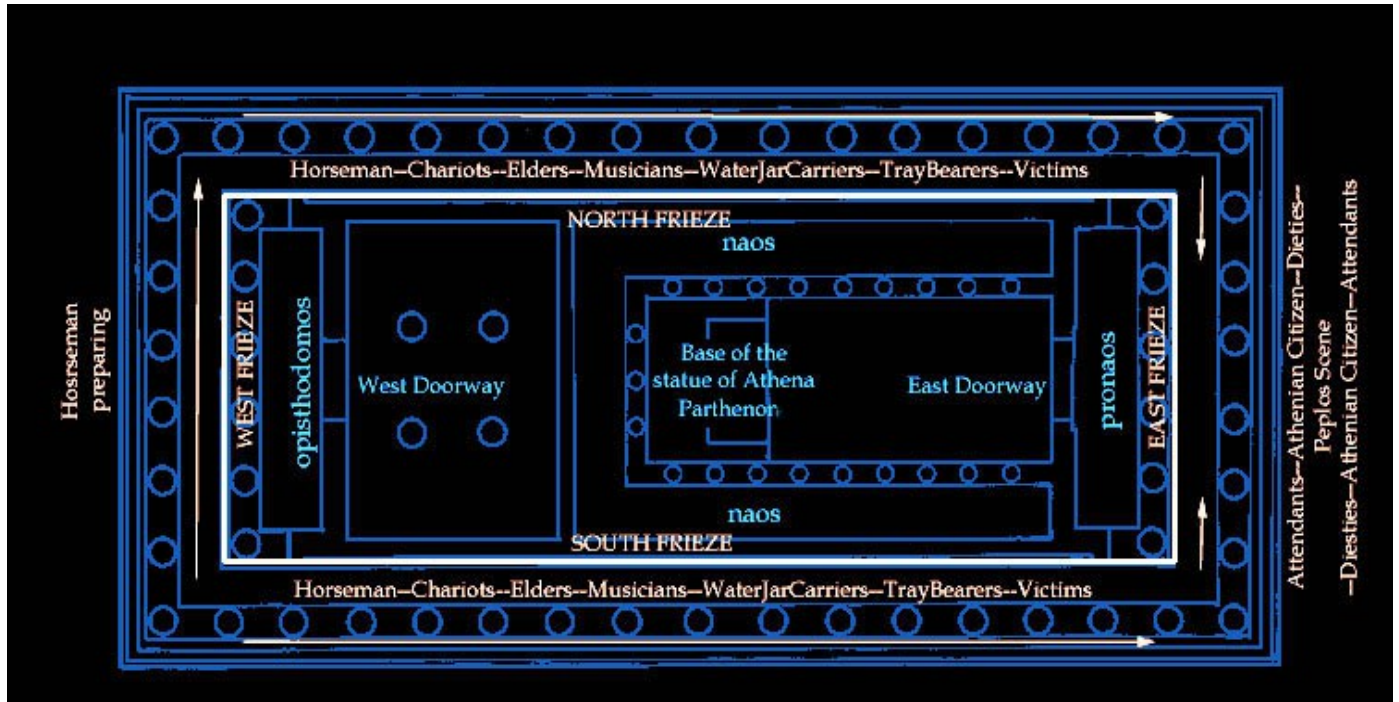 Horseman--Chariots--Elders--Musicians--WaterJarCarriers--TrayBearers--Victims
NORTH FRIEZE
naos
Hosrseman
preparing
WEST FRIEZE
opisthodomos
West Doorway
Base of the
statue of Athena
Parthenon
East Doorway
pronaos
EAST FRIEZE
Attendants--Athenian Citizen--Dieties--
Peplos Scene
--Diesties--Athenian Citizen--Attendants
naos
SOUTH FRIEZE
Horseman--Chariots--Elders--Musicians--WaterJarCarriers--TrayBearers--Victims